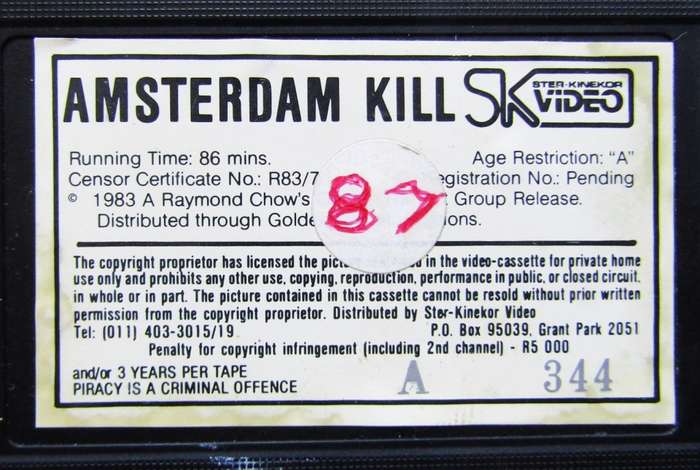 AMSTERDAM KILL SK STER-KINEKOR VIDEO
Running Time: 86 mins. Age Restriction: "A"
Censor Certificate No.: R83/7 egistration No.: Pending
© 1983 A Raymond Chow's Group Release.
Distributed through Golde ions.
87
The copyright proprietor has licensed the in the video-cassette for private home
use only and prohibits any other use, copying, reproduction, performance in public, or closed circuit,
in whole or in part. The picture contained in this cassette cannot be resold without prior written
permission from the copyright proprietor. Distributed by Ster-Kinekor Video
Tel: (011) 403-3015/19 P.O. Box 95039, Grant Park 2051
Penalty for copyright infringement (including 2nd channel) - R5 000
and/or 3 YEARS PER TAPE
PIRACY IS A CRIMINAL OFFENCE A 344